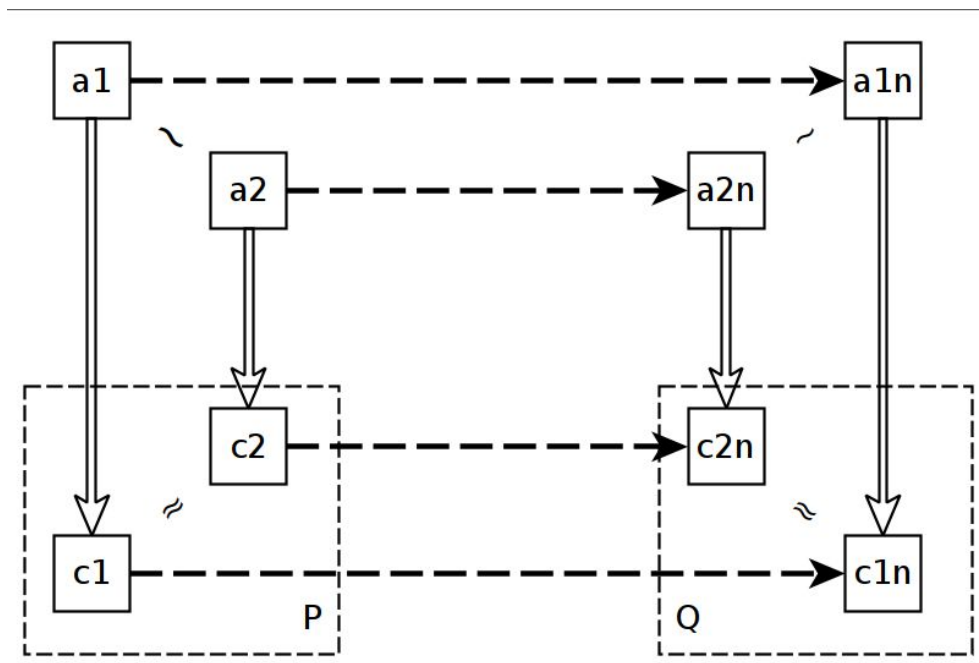 a1 a1n
~ ~
a2 a2n
c2 c2n
≈ ≈
c1 c1n
P Q